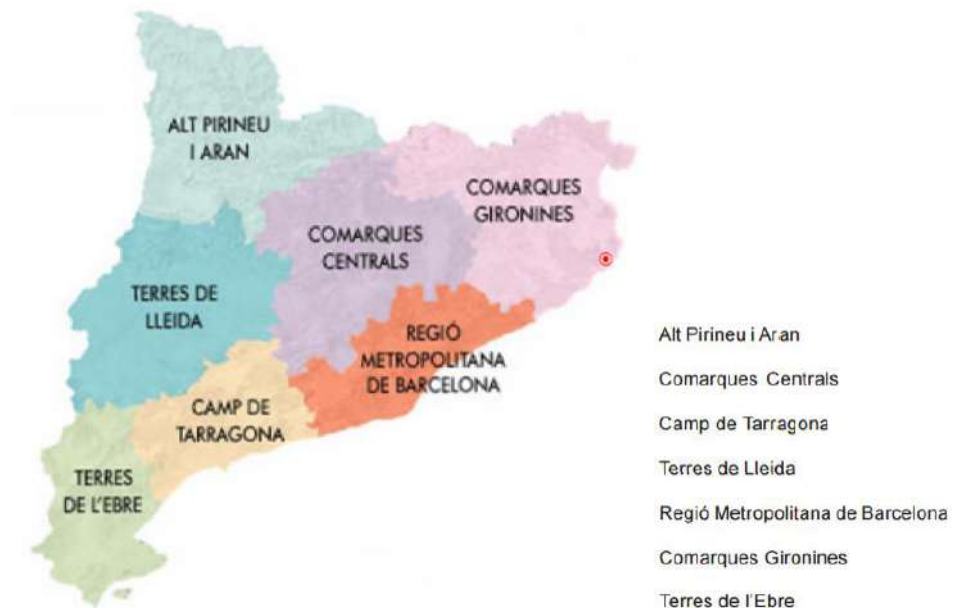 ALT PIRINEU
I ARAN
COMARQUES
GIRONINES
COMARQUES
CENTRALS
TERRES DE
LLEIDA
REGIÓ
METROPOLITANA
DE BARCELONA
CAMP DE
TARRAGONA
TERRES
DE L'EBRE
Alt Pirineu i Aran
Comarques Centrals
Camp de Tarragona
Terres de Lleida
Regió Metropolitana de Barcelona
Comarques Gironines
Terres de l'Ebre